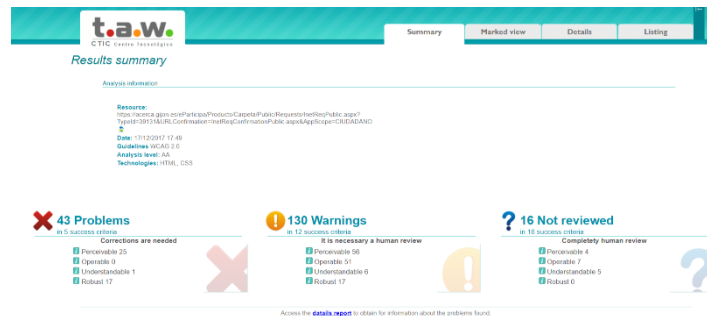 t.a.w.
CTIC Centro Tecnológico
Summary
Marked view
Details
Listing
Results summary
Analysis information
Resource:
https://acerca.gijon.es/eParticipa/Products/Carpeta/Public/Requests/InetReqPublic.aspx?
TypeId=39131&URLConfirmation=InetReqConfirmationPublic.aspx&AppScope=CIUDADANO
Date: 17/12/2017 17:48
Guidelines WCAG 2.0
Analysis level: AA
Technologies: HTML, CSS
43 Problems
in 5 success criteria
Corrections are needed
Perceivable 25
Operable 0
Understandable 1
Robust 17
130 Warnings
in 12 success criteria
It is necessary a human review
Perceivable 56
Operable 51
Understandable 6
Robust 17
16 Not reviewed
in 18 success criteria
Completely human review
Perceivable 4
Operable 7
Understandable 5
Robust 0
Access the datails report to obtain for information about the problems found.